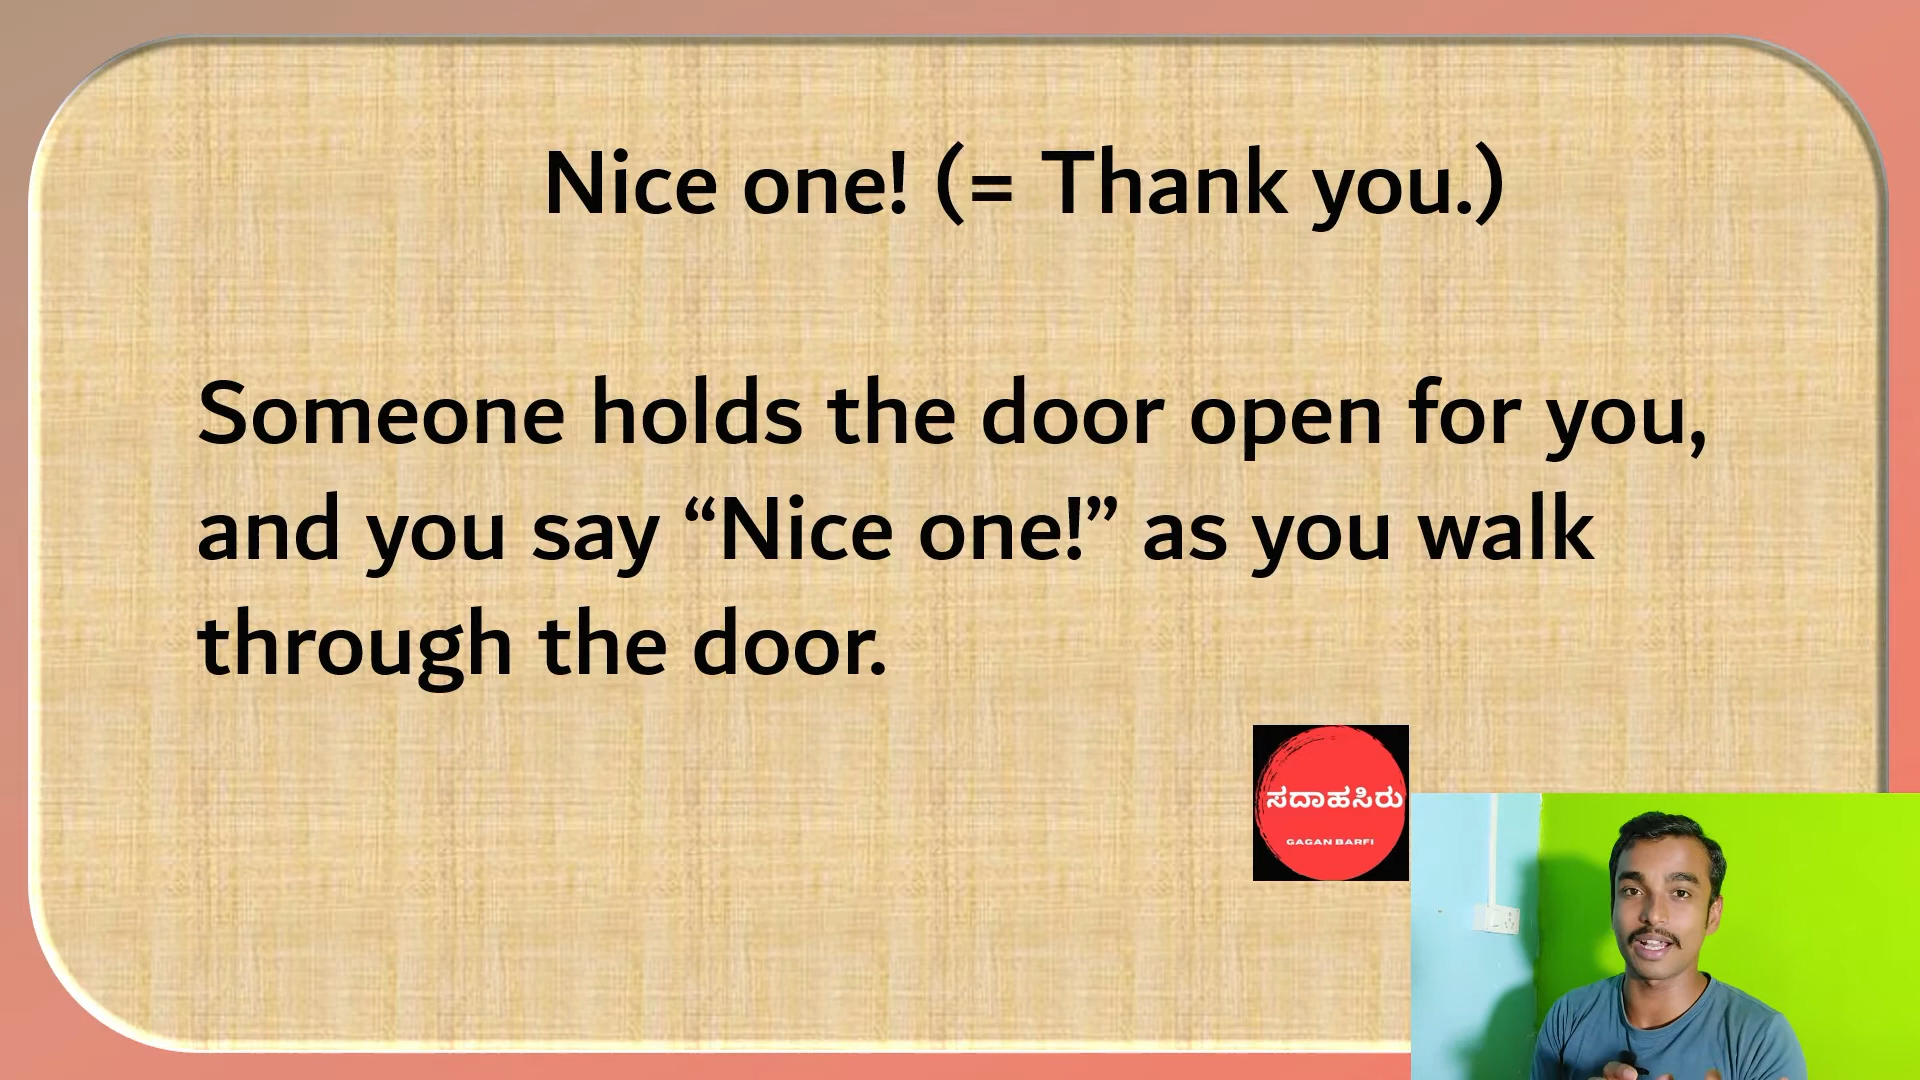 Nice one! (= Thank you.)
Someone holds the door open for you,
and you say “Nice one!” as you walk
through the door.
ಸದಾಹಸಿರು
GAGAN BARFI